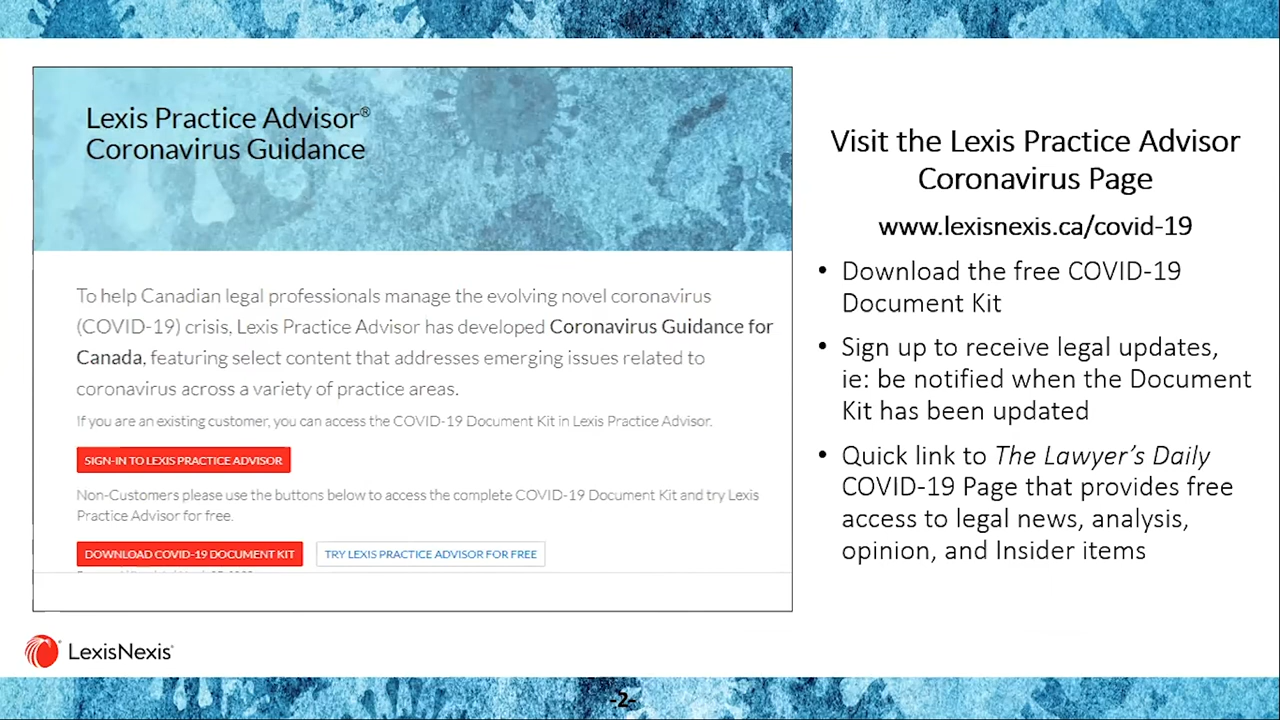 Lexis Practice Advisor®
Coronavirus Guidance
To help Canadian legal professionals manage the evolving novel coronavirus
(COVID-19) crisis, Lexis Practice Advisor has developed Coronavirus Guidance for
Canada, featuring select content that addresses emerging issues related to
coronavirus across a variety of practice areas.
If you are an existing customer, you can access the COVID-19 Document Kit in Lexis Practice Advisor.
SIGN-IN TO LEXIS PRACTICE ADVISOR
Non-Customers please use the buttons below to access the complete COVID-19 Document Kit and try Lexis
Practice Advisor for free.
DOWNLOAD COVID-19 DOCUMENT KIT
TRY LEXIS PRACTICE ADVISOR FOR FREE
Visit the Lexis Practice Advisor
Coronavirus Page
www.lexisnexis.ca/covid-19
• Download the free COVID-19
Document Kit
• Sign up to receive legal updates,
ie: be notified when the Document
Kit has been updated
• Quick link to The Lawyer's Daily
COVID-19 Page that provides free
access to legal news, analysis,
opinion, and Insider items
LexisNexis®
-2-